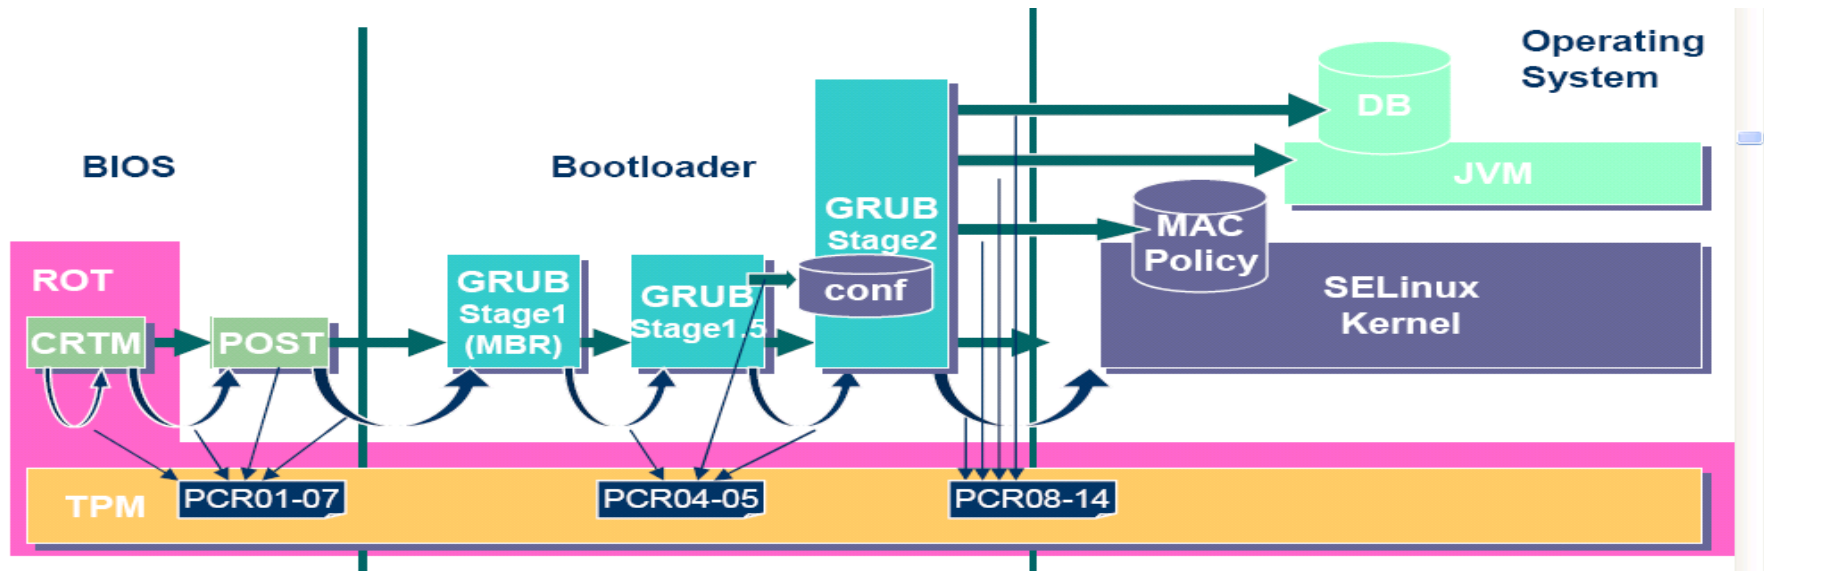 Operating
System
DB
BIOS
Bootloader
JVM
GRUB
Stage2
MAC
Policy
ROT
GRUB
Stage1
(MBR)
GRUB
Stage1.5
conf
SELinux
Kernel
CRTM
POST
TPM
PCR01-07
PCR04-05
PCR08-14